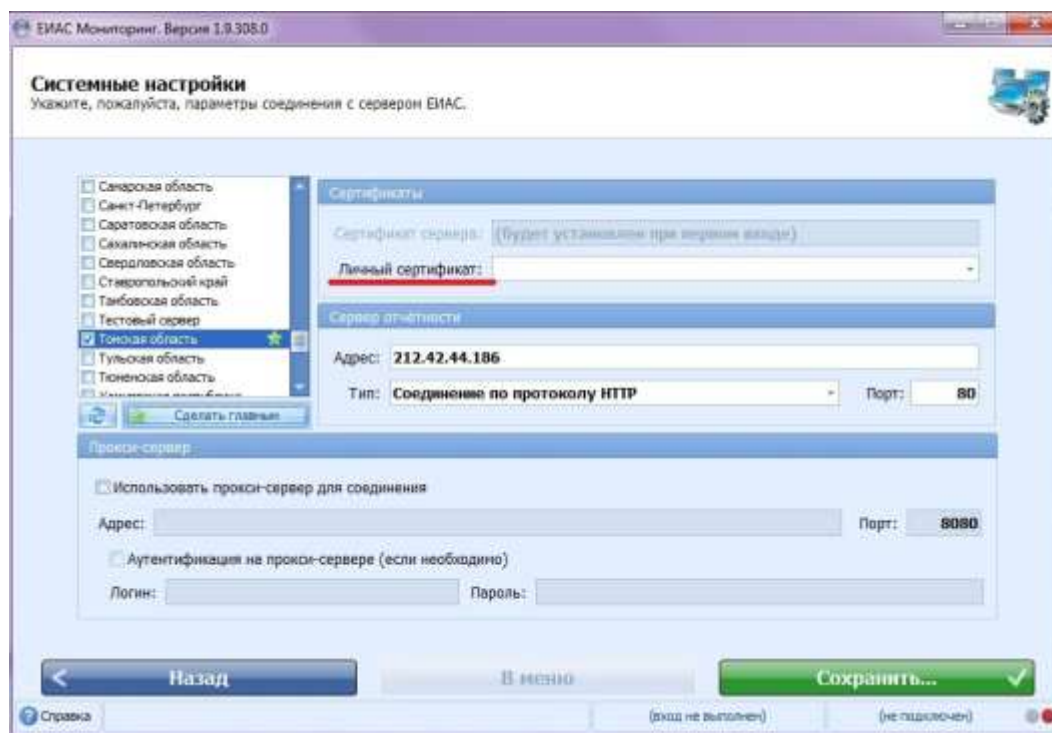 ЕИАС Мониторинг. Версия 1.9.308.0
Системные настройки
Укажите, пожалуйста, параметры соединения с сервером ЕИАС.
Самарская область
Санкт-Петербург
Саратовская область
Сахалинская область
Свердловская область
Ставропольский край
Тамбовская область
Тестовый сервер
Томская область
Тульская область
Тюменская область
Сделать главным
Сертификаты
Сертификат сервера: (будет установлен при первом входе)
Личный сертификат:
Сервер отчётности
Адрес: 212.42.44.186
Тип: Соединение по протоколу HTTP Порт: 80
Прокси-сервер
Использовать прокси-сервер для соединения
Адрес: Порт: 8080
Аутентификация на прокси-сервере (если необходимо)
Логин: Пароль:
< Назад В меню Сохранить...
Справка (вход не выполнен) (не подключен)